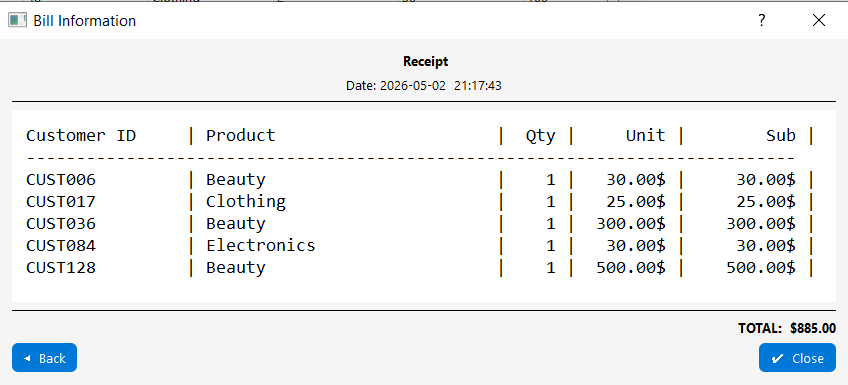 Bill Information
Receipt
Date: 2026-05-02 21:17:43
Customer ID | Product | Qty | Unit | Sub |
-----------------------------------------------------------------------------
CUST006 | Beauty | 1 | 30.00$ | 30.00$ |
CUST017 | Clothing | 1 | 25.00$ | 25.00$ |
CUST036 | Beauty | 1 | 300.00$ | 300.00$ |
CUST084 | Electronics | 1 | 30.00$ | 30.00$ |
CUST128 | Beauty | 1 | 500.00$ | 500.00$ |
TOTAL: $885.00
Back
Close